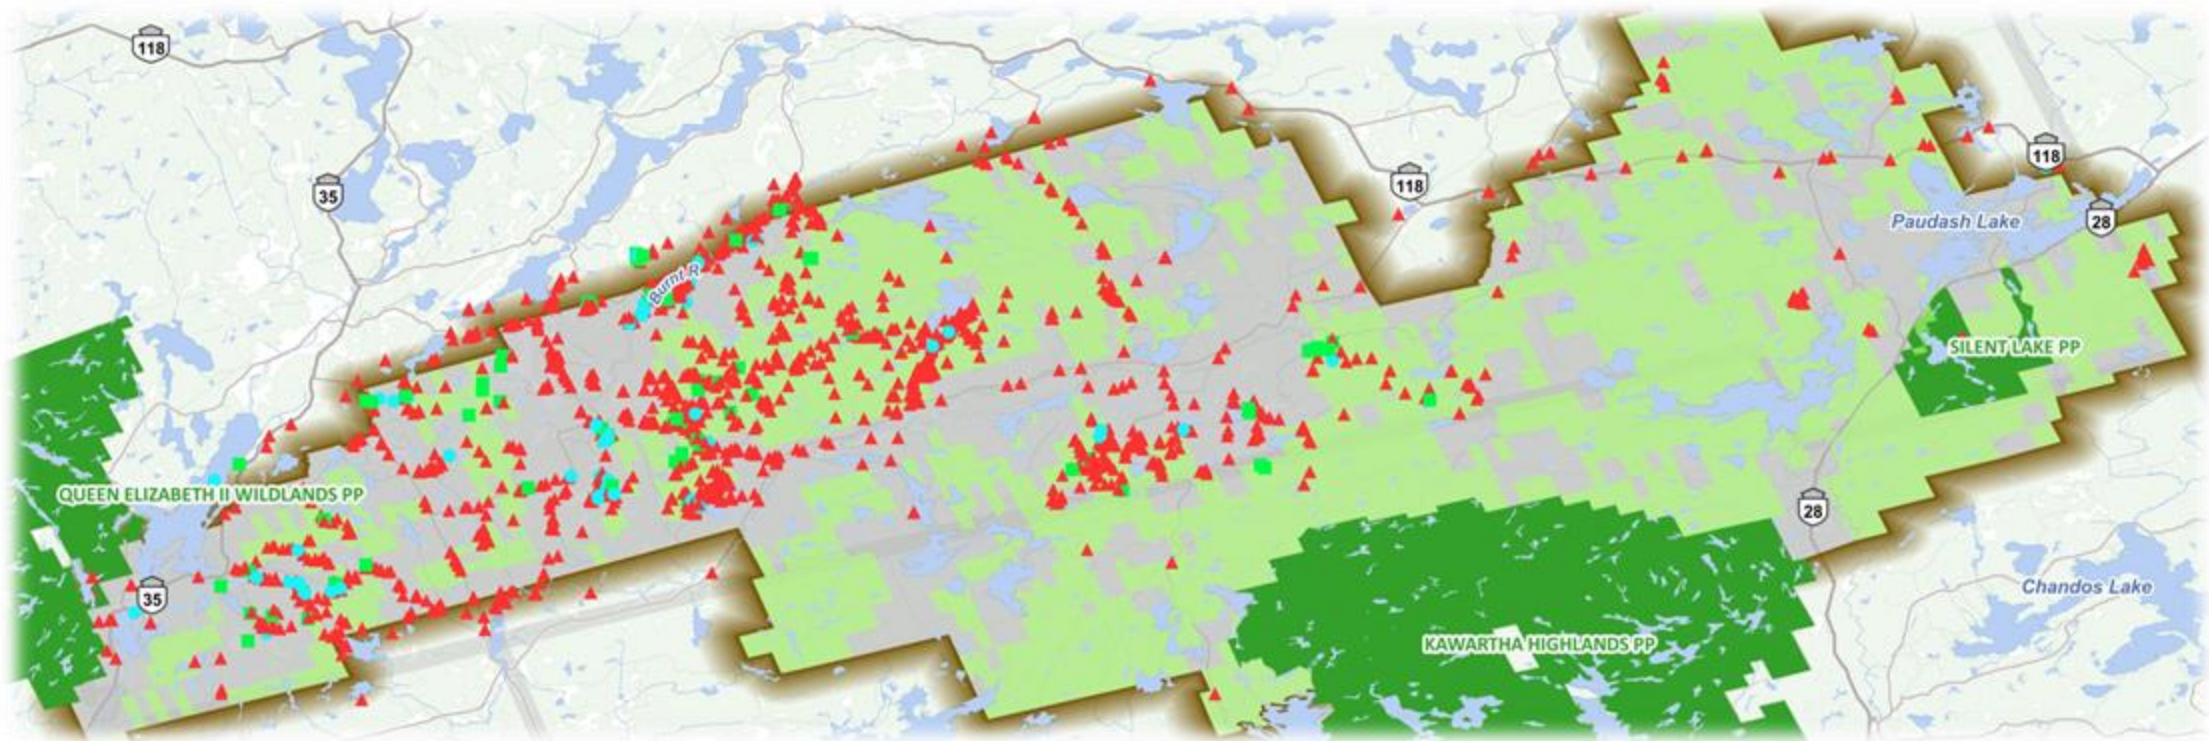 118
118
118
35
Paudash Lake
28
Burnt R
SILENT LAKE PP
QUEEN ELIZABETH II WILDLANDS PP
28
35
Chandos Lake
KAWARTHA HIGHLANDS PP